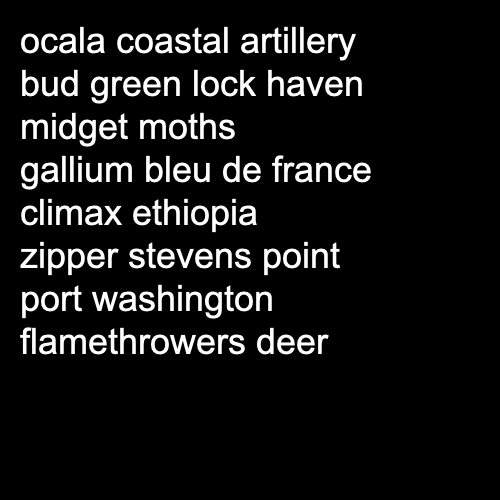 ocala coastal artillery
bud green lock haven
midget moths
gallium bleu de france
climax ethiopia
zipper stevens point
port washington
flamethrowers deer